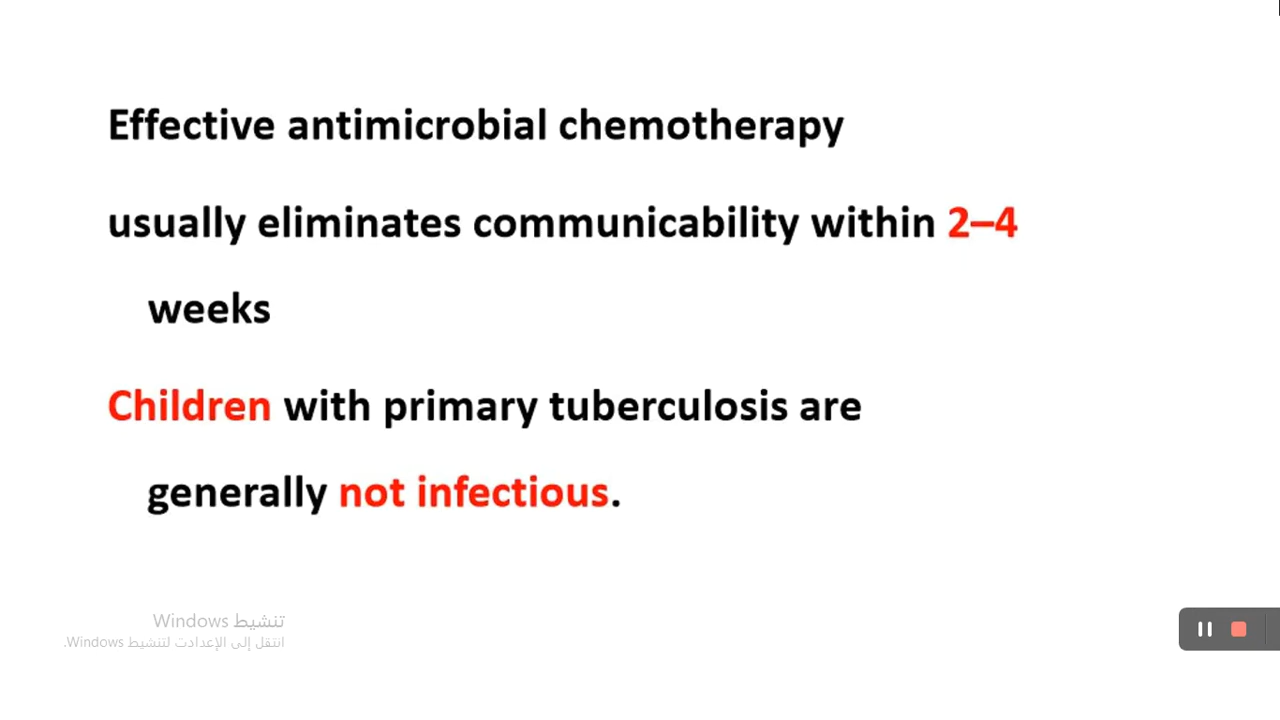 Effective antimicrobial chemotherapy
usually eliminates communicability within 2–4
weeks
Children with primary tuberculosis are
generally not infectious.
تنشيط Windows
انتقل إلى الإعدادت لتنشيط Windows.